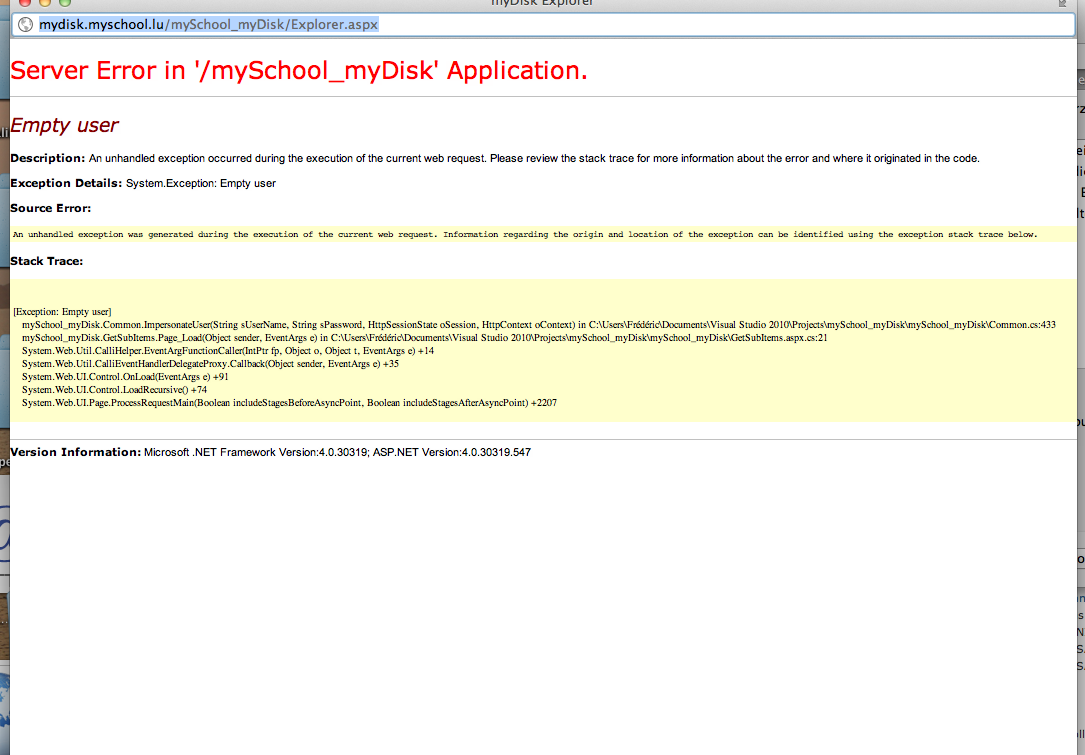 myDisk Explorer
mydisk.myschool.lu/mySchool_myDisk/Explorer.aspx
Server Error in '/mySchool_myDisk' Application.
Empty user
Description: An unhandled exception occurred during the execution of the current web request. Please review the stack trace for more information about the error and where it originated in the code.
Exception Details: System.Exception: Empty user
Source Error:
An unhandled exception was generated during the execution of the current web request. Information regarding the origin and location of the exception can be identified using the exception stack trace below.
Stack Trace:
[Exception: Empty user]
mySchool_myDisk.Common.ImpersonateUser(String sUserName, String sPassword, HttpSessionState oSession, HttpContext oContext) in C:\Users\Frédéric\Documents\Visual Studio 2010\Projects\mySchool_myDisk\mySchool_myDisk\Common.cs:433
mySchool_myDisk.GetSubItems.Page_Load(Object sender, EventArgs e) in C:\Users\Frédéric\Documents\Visual Studio 2010\Projects\mySchool_myDisk\mySchool_myDisk\GetSubItems.aspx.cs:21
System.Web.Util.CalliHelper.EventArgFunctionCaller(IntPtr fp, Object o, Object t, EventArgs e) +14
System.Web.Util.CalliEventHandlerDelegateProxy.Callback(Object sender, EventArgs e) +35
System.Web.UI.Control.OnLoad(EventArgs e) +91
System.Web.UI.Control.LoadRecursive() +74
System.Web.UI.Page.ProcessRequestMain(Boolean includeStagesBeforeAsyncPoint, Boolean includeStagesAfterAsyncPoint) +2207
Version Information: Microsoft .NET Framework Version:4.0.30319; ASP.NET Version:4.0.30319.547